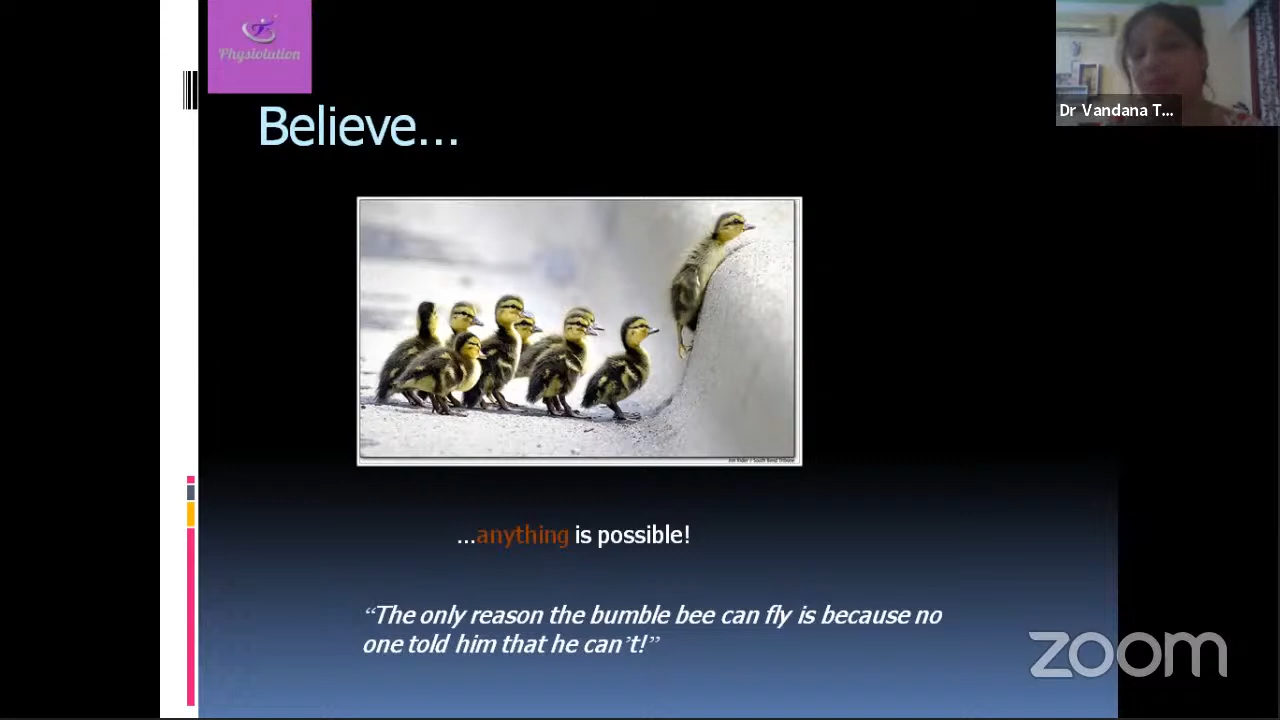 Physiolution
Dr Vandana T...
Believe...
...anything is possible!
“The only reason the bumble bee can fly is because no
one told him that he can’t!”
zoom